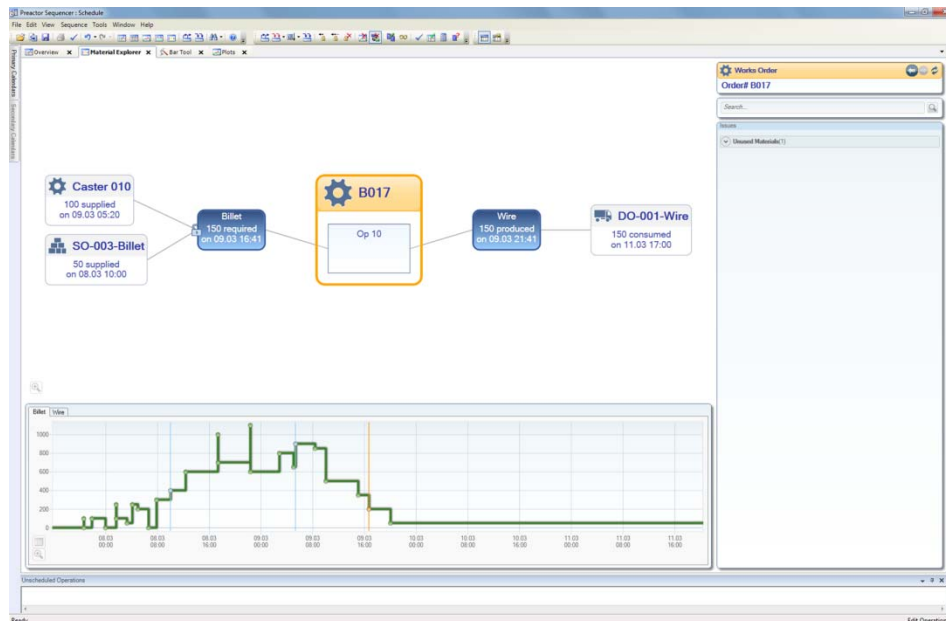 Preactor Sequencer : Schedule
File Edit View Sequence Tools Window Help
Overview x Material Explorer x Bar Tool x Plots x
Primary Calendars
Secondary Calendars
Works Order
Order# B017
Search...
Issues
Unused Materials(1)
Caster 010
100 supplied
on 09.03 05:20
SO-003-Billet
50 supplied
on 08.03 10:00
Billet
150 required
on 09.03 16:41
B017
Op 10
Wire
150 produced
on 09.03 21:41
DO-001-Wire
150 consumed
on 11.03 17:00
Billet Wire
1000
800
600
400
200
0
08.03 08.03 08.03 09.03 09.03 09.03 10.03 10.03 10.03 11.03 11.03 11.03
00:00 08:00 16:00 00:00 08:00 16:00 00:00 08:00 16:00 00:00 08:00 16:00
Unscheduled Operations
Ready
Edit Operation